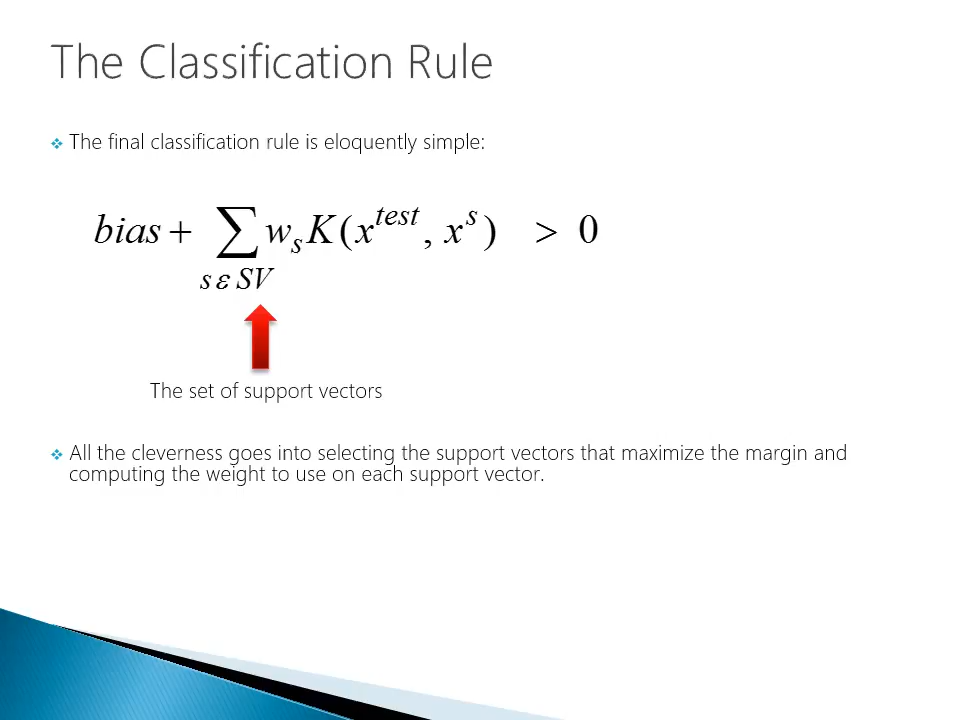 The Classification Rule
❖ The final classification rule is eloquently simple:
bias + ∑ w_s K(x^test, x^s) > 0
s ε SV
The set of support vectors
❖ All the cleverness goes into selecting the support vectors that maximize the margin and
computing the weight to use on each support vector.